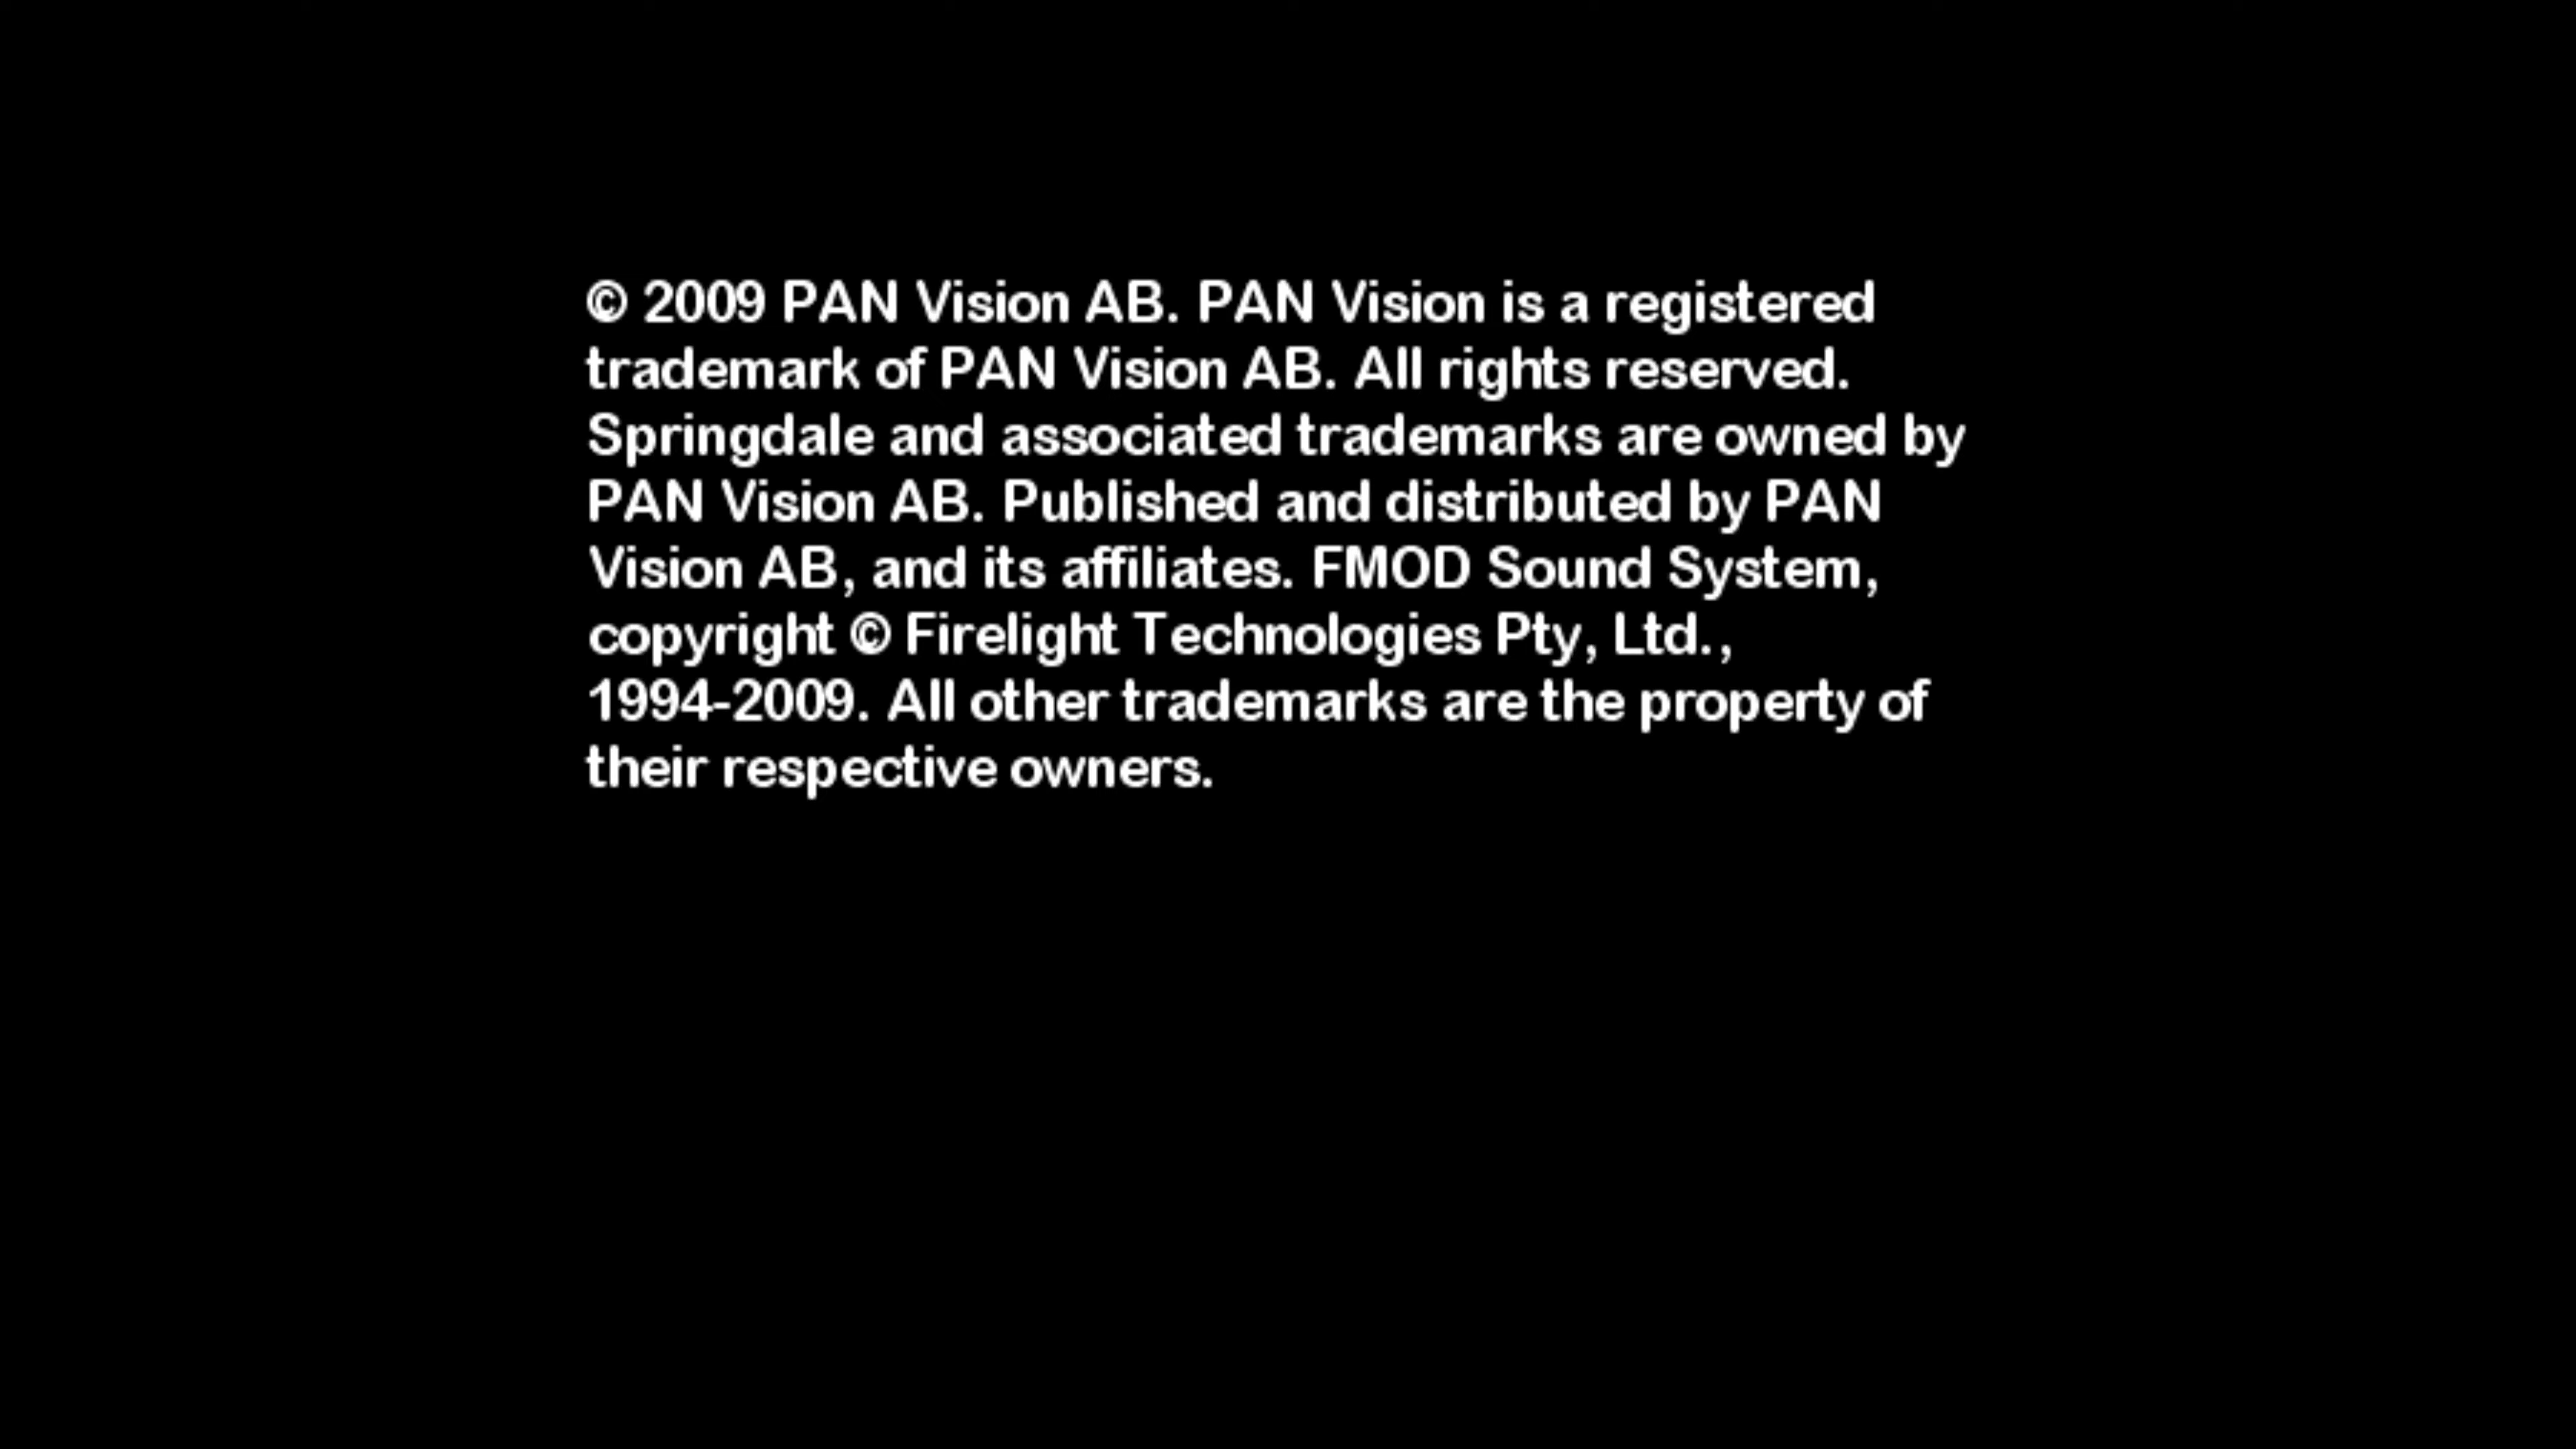 © 2009 PAN Vision AB. PAN Vision is a registered
trademark of PAN Vision AB. All rights reserved.
Springdale and associated trademarks are owned by
PAN Vision AB. Published and distributed by PAN
Vision AB, and its affiliates. FMOD Sound System,
copyright © Firelight Technologies Pty, Ltd.,
1994-2009. All other trademarks are the property of
their respective owners.